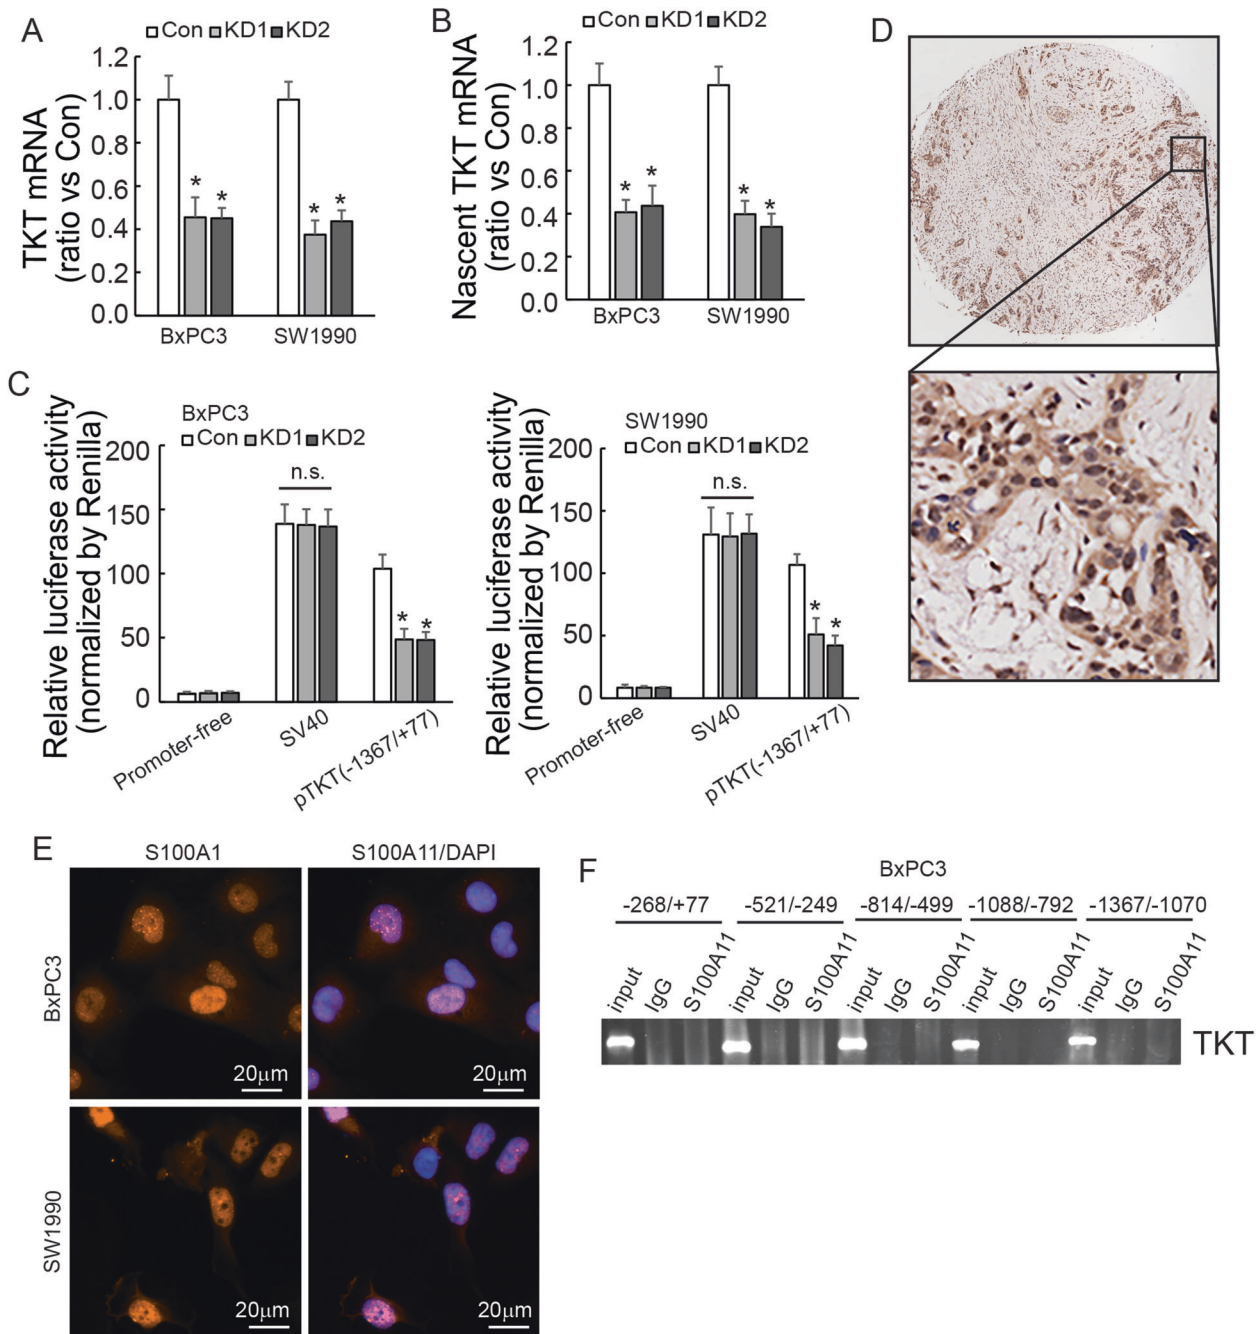 A
Con KD1 KD2
TKT mRNA
(ratio vs Con)
1.2
1.0
0.8
0.6
0.4
0.2
0.0
* * * *
BxPC3 SW1990
B
Con KD1 KD2
Nascent TKT mRNA
(ratio vs Con)
1.2
1.0
0.8
0.6
0.4
0.2
0.0
* * * *
BxPC3 SW1990
C
Relative luciferase activity
(normalized by Renilla)
BxPC3
Con KD1 KD2
200
150
100
50
0
n.s.
* *
Promoter-free
SV40
pTKT(-1367/+77)
Relative luciferase activity
(normalized by Renilla)
SW1990
Con KD1 KD2
200
150
100
50
0
n.s.
* *
Promoter-free
SV40
pTKT(-1367/+77)
D
E
S100A1 S100A11/DAPI
BxPC3
20μm 20μm
SW1990
20μm 20μm
F
BxPC3
-268/+77 -521/-249 -814/-499 -1088/-792 -1367/-1070
input IgG S100A11 input IgG S100A11 input IgG S100A11 input IgG S100A11 input IgG S100A11
TKT